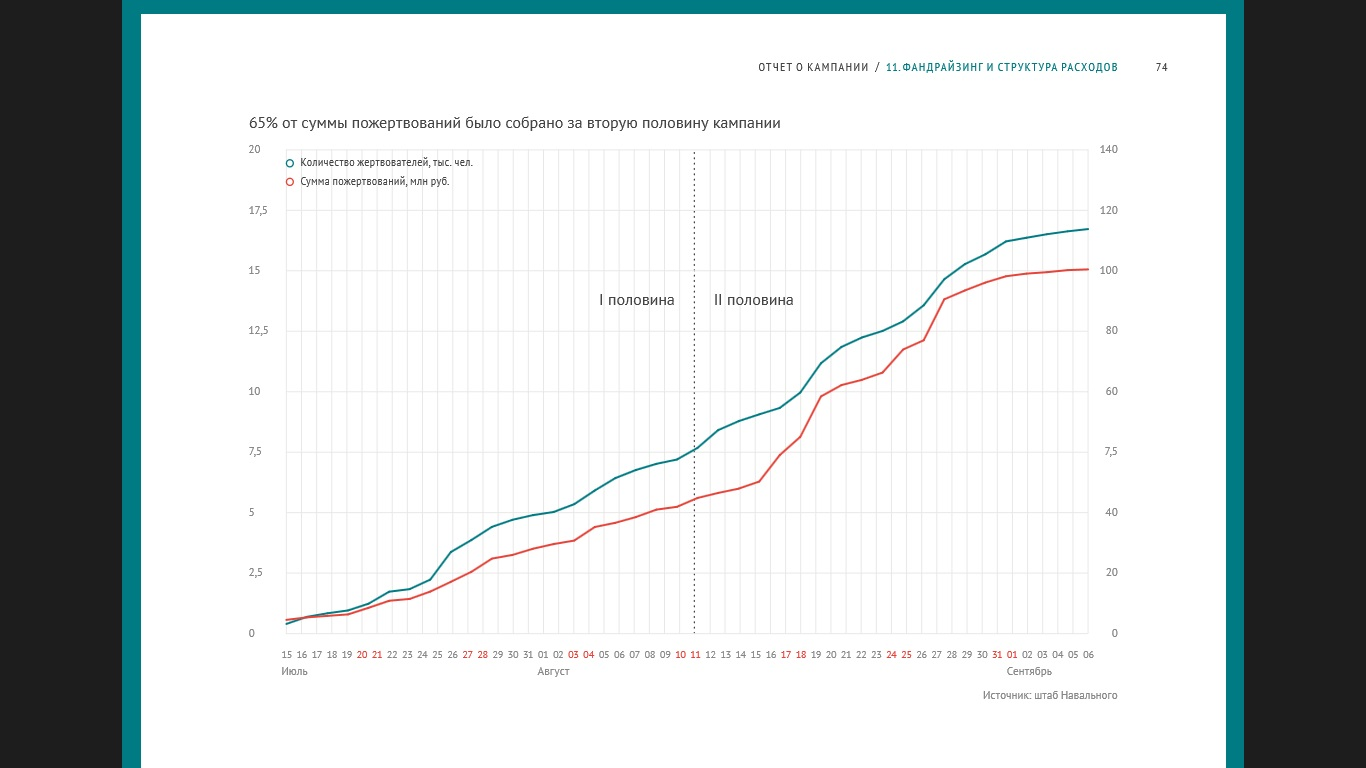 ОТЧЕТ О КАМПАНИИ / 11. ФАНДРАЙЗИНГ И СТРУКТУРА РАСХОДОВ 74
65% от суммы пожертвований было собрано за вторую половину кампании
20 140
Количество жертвователей, тыс. чел.
Сумма пожертвований, млн руб.
17,5 120
15 100
I половина II половина
12,5 80
10 60
7,5 7,5
5 40
2,5 20
0 0
15 16 17 18 19 20 21 22 23 24 25 26 27 28 29 30 31 01 02 03 04 05 06 07 08 09 10 11 12 13 14 15 16 17 18 19 20 21 22 23 24 25 26 27 28 29 30 31 01 02 03 04 05 06
Июль Август Сентябрь
Источник: штаб Навального